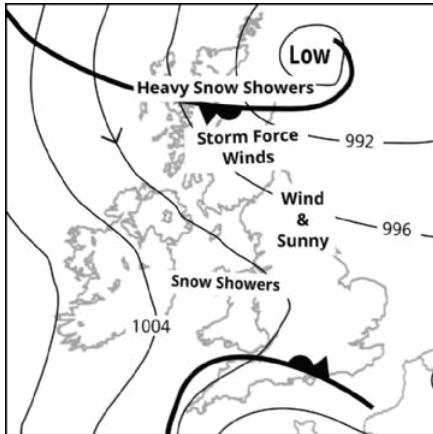 Low
Heavy Snow Showers
Storm Force
Winds
992
Wind
&
Sunny
996
Snow Showers
1004